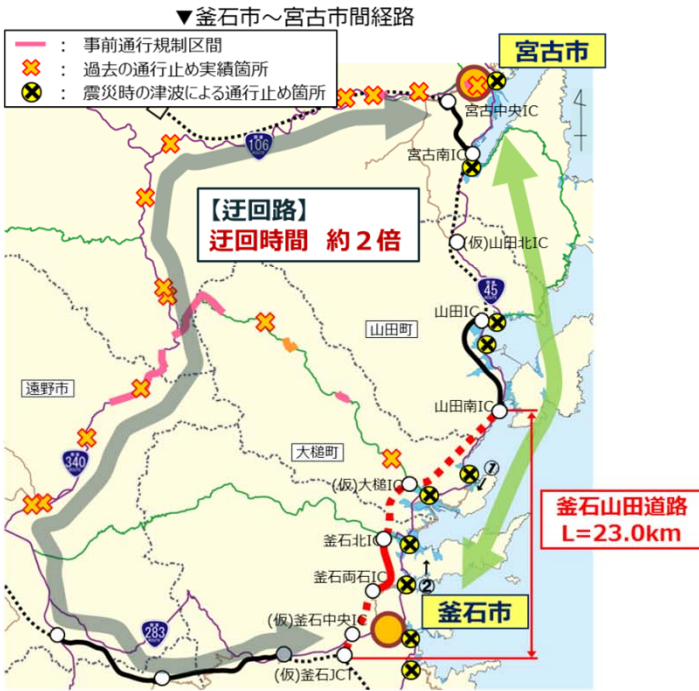 ▼釜石市～宮古市間経路
： 事前通行規制区間
： 過去の通行止め実績箇所
： 震災時の津波による通行止め箇所
宮古市
宮古中央IC
106
宮古南IC
【迂回路】
迂回時間 約２倍
(仮)山田北IC
45
山田IC
山田町
遠野市
山田南IC
340
大槌町
(仮)大槌IC
①
釜石山田道路
L=23.0km
釜石北IC
釜石両石IC
②
釜石市
(仮)釜石中央IC
283
(仮)釜石JCT